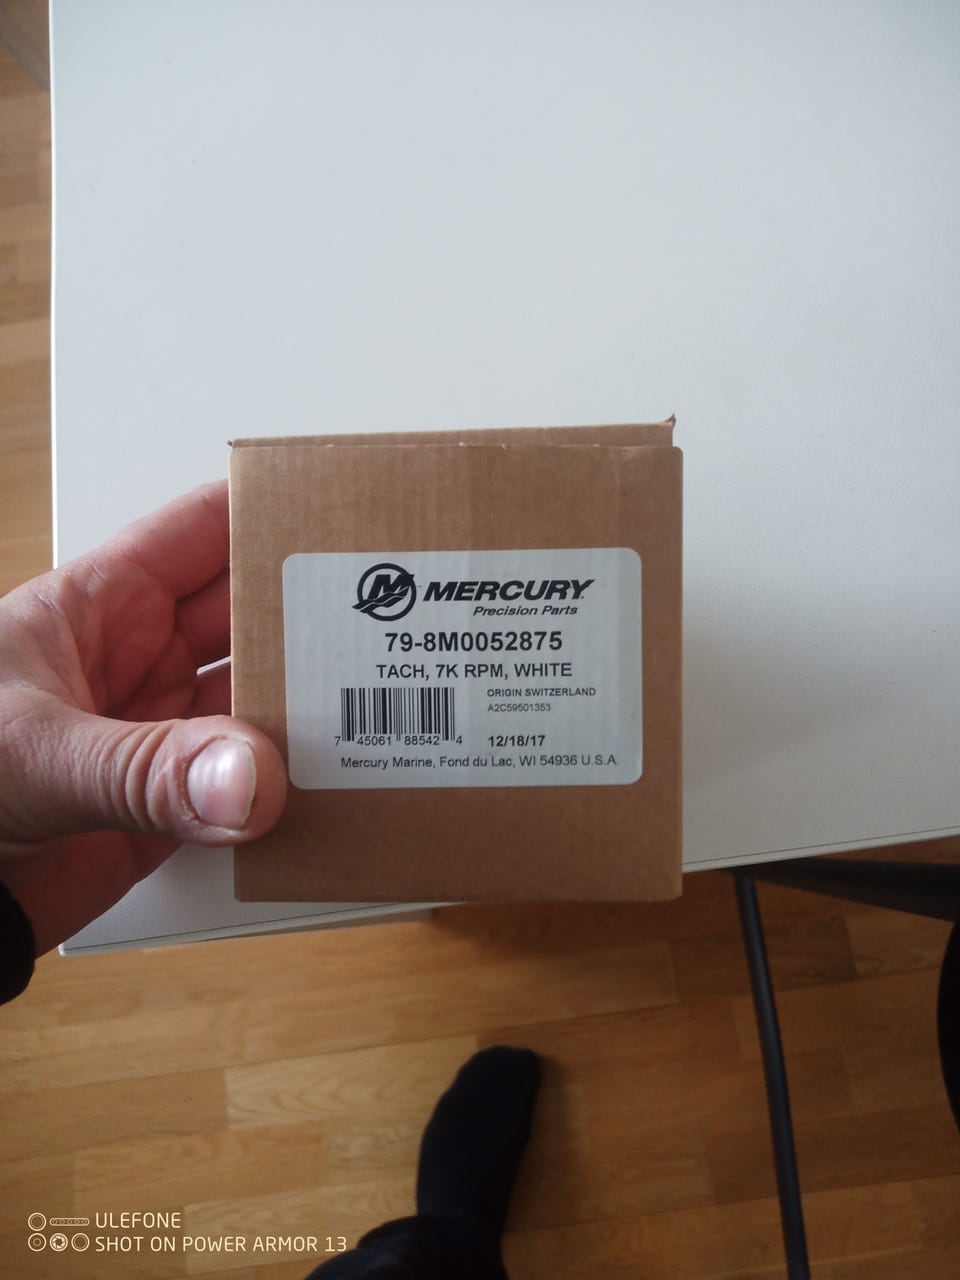 MERCURY
Precision Parts
79-8M0052875
TACH, 7K RPM, WHITE
ORIGIN SWITZERLAND
A2C59501353
7 45061 88542 4
12/18/17
Mercury Marine, Fond du Lac, WI 54936 U.S.A.
ULEFONE
SHOT ON POWER ARMOR 13